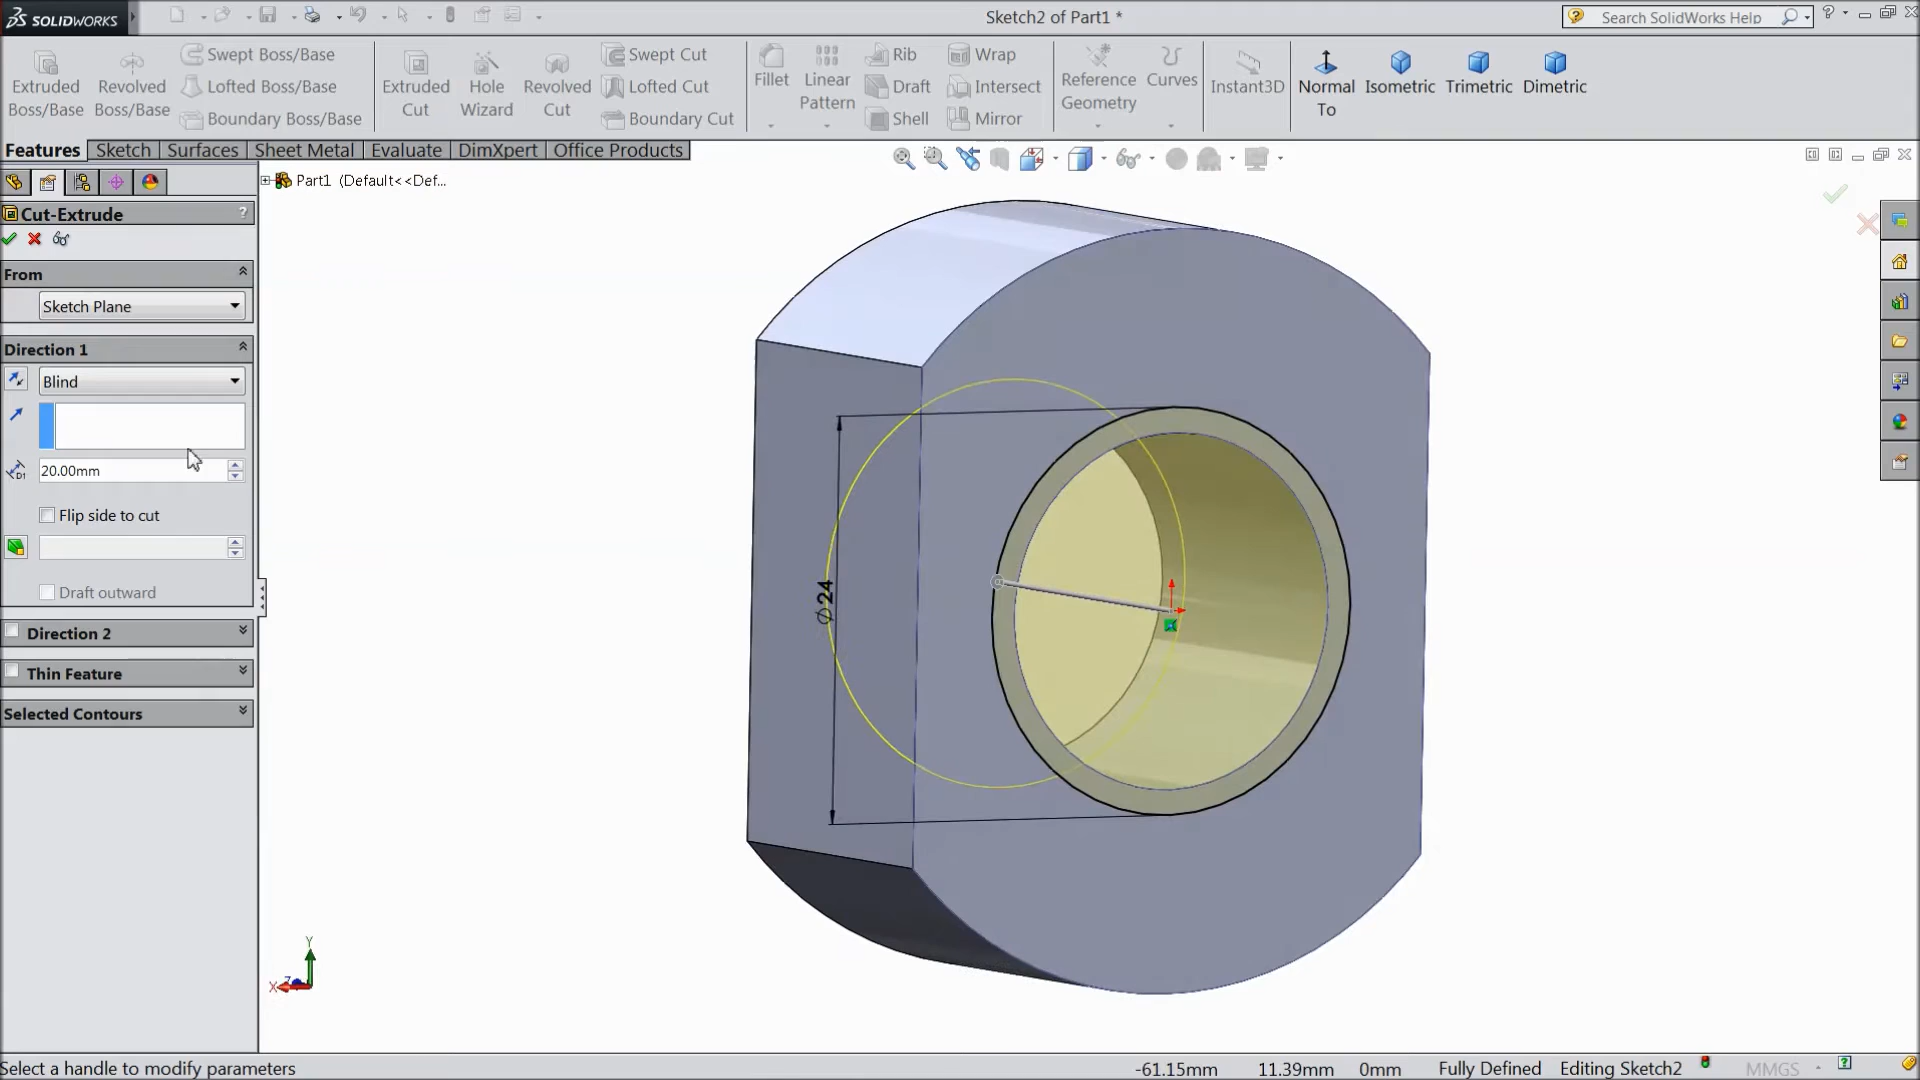 SOLIDWORKS
Sketch2 of Part1 *
Search SolidWorks Help
Extruded Boss/Base
Revolved Boss/Base
Swept Boss/Base
Lofted Boss/Base
Boundary Boss/Base
Extruded Cut
Hole Wizard
Revolved Cut
Swept Cut
Lofted Cut
Boundary Cut
Fillet
Linear Pattern
Rib
Draft
Shell
Wrap
Intersect
Mirror
Reference Geometry
Curves
Instant3D
Normal To
Isometric
Trimetric
Dimetric
Features
Sketch
Surfaces
Sheet Metal
Evaluate
DimXpert
Office Products
Part1 (Default<<Def...
Cut-Extrude
?
From
Sketch Plane
Direction 1
Blind
D1
20.00mm
Flip side to cut
Draft outward
Direction 2
Thin Feature
Selected Contours
∅24
Y
Z
X
Select a handle to modify parameters
-61.15mm
11.39mm
0mm
Fully Defined
Editing Sketch2
MMGS